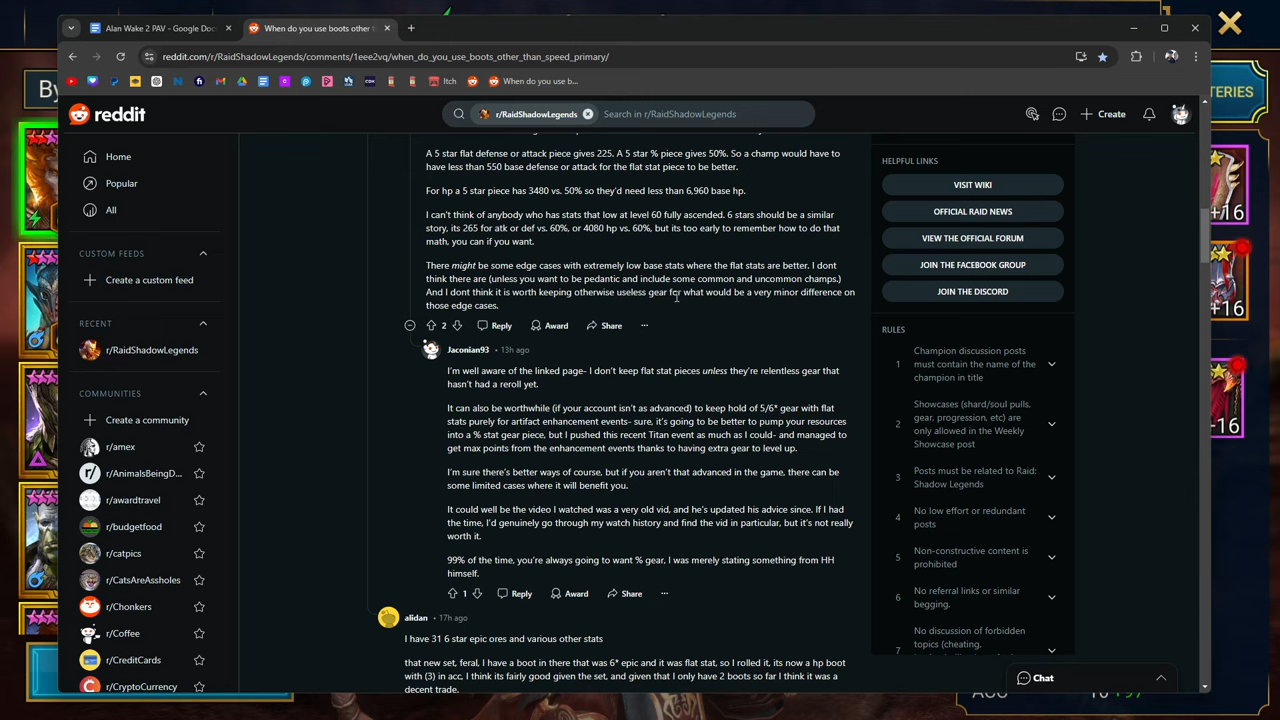 By
Alan Wake 2 PAV - Google Doc
When do you use boots other t
reddit.com/r/RaidShadowLegends/comments/1eee2vq/when_do_you_use_boots_other_than_speed_primary/
Itch
When do you use b...
reddit
r/RaidShadowLegends
Search in r/RaidShadowLegends
Create
TERIES
Home
Popular
All
CUSTOM FEEDS
Create a custom feed
RECENT
r/RaidShadowLegends
COMMUNITIES
Create a community
r/amex
r/AnimalsBeingD...
r/awardtravel
r/budgetfood
r/catpics
r/CatsAreAssholes
r/Chonkers
r/Coffee
r/CreditCards
r/CryptoCurrency
A 5 star flat defense or attack piece gives 225. A 5 star % piece gives 50%. So a champ would have to
have less than 550 base defense or attack for the flat stat piece to be better.
For hp a 5 star piece has 3480 vs. 50% so they'd need less than 6,960 base hp.
I can't think of anybody who has stats that low at level 60 fully ascended. 6 stars should be a similar
story, its 265 for atk or def vs. 60%, or 4080 hp vs. 60%, but its too early to remember how to do that
math, you can if you want.
There might be some edge cases with extremely low base stats where the flat stats are better. I dont
think there are (unless you want to be pedantic and include some common and uncommon champs.)
And I dont think it is worth keeping otherwise useless gear for what would be a very minor difference on
those edge cases.
2 Reply Award Share ...
Jaconian93 • 13h ago
I'm well aware of the linked page- I don't keep flat stat pieces unless they're relentless gear that
hasn't had a reroll yet.
It can also be worthwhile (if your account isn't as advanced) to keep hold of 5/6* gear with flat
stats purely for artifact enhancement events- sure, it's going to be better to pump your resources
into a % stat gear piece, but I pushed this recent Titan event as much as I could- and managed to
get max points from the enhancement events thanks to having extra gear to level up.
I'm sure there's better ways of course, but if you aren't that advanced in the game, there can be
some limited cases where it will benefit you.
It could well be the video I watched was a very old vid, and he's updated his advice since. If I had
the time, I'd genuinely go through my watch history and find the vid in particular, but it's not really
worth it.
99% of the time, you're always going to want % gear, I was merely stating something from HH
himself.
1 Reply Award Share ...
alidan • 17h ago
I have 31 6 star epic ores and various other stats
that new set, feral, I have a boot in there that was 6* epic and it was flat stat, so I rolled it, its now a hp boot
with (3) in acc, I think its fairly good given the set, and given that I only have 2 boots so far I think it was a
decent trade.
HELPFUL LINKS
VISIT WIKI
OFFICIAL RAID NEWS
VIEW THE OFFICIAL FORUM
JOIN THE FACEBOOK GROUP
JOIN THE DISCORD
RULES
1 Champion discussion posts
must contain the name of the
champion in title
2 Showcases (shard/soul pulls,
gear, progression, etc) are
only allowed in the Weekly
Showcase post
3 Posts must be related to Raid:
Shadow Legends
4 No low effort or redundant
posts
5 Non-constructive content is
prohibited
6 No referral links or similar
begging.
7 No discussion of forbidden
topics (cheating,
Chat
+16
+16
+16